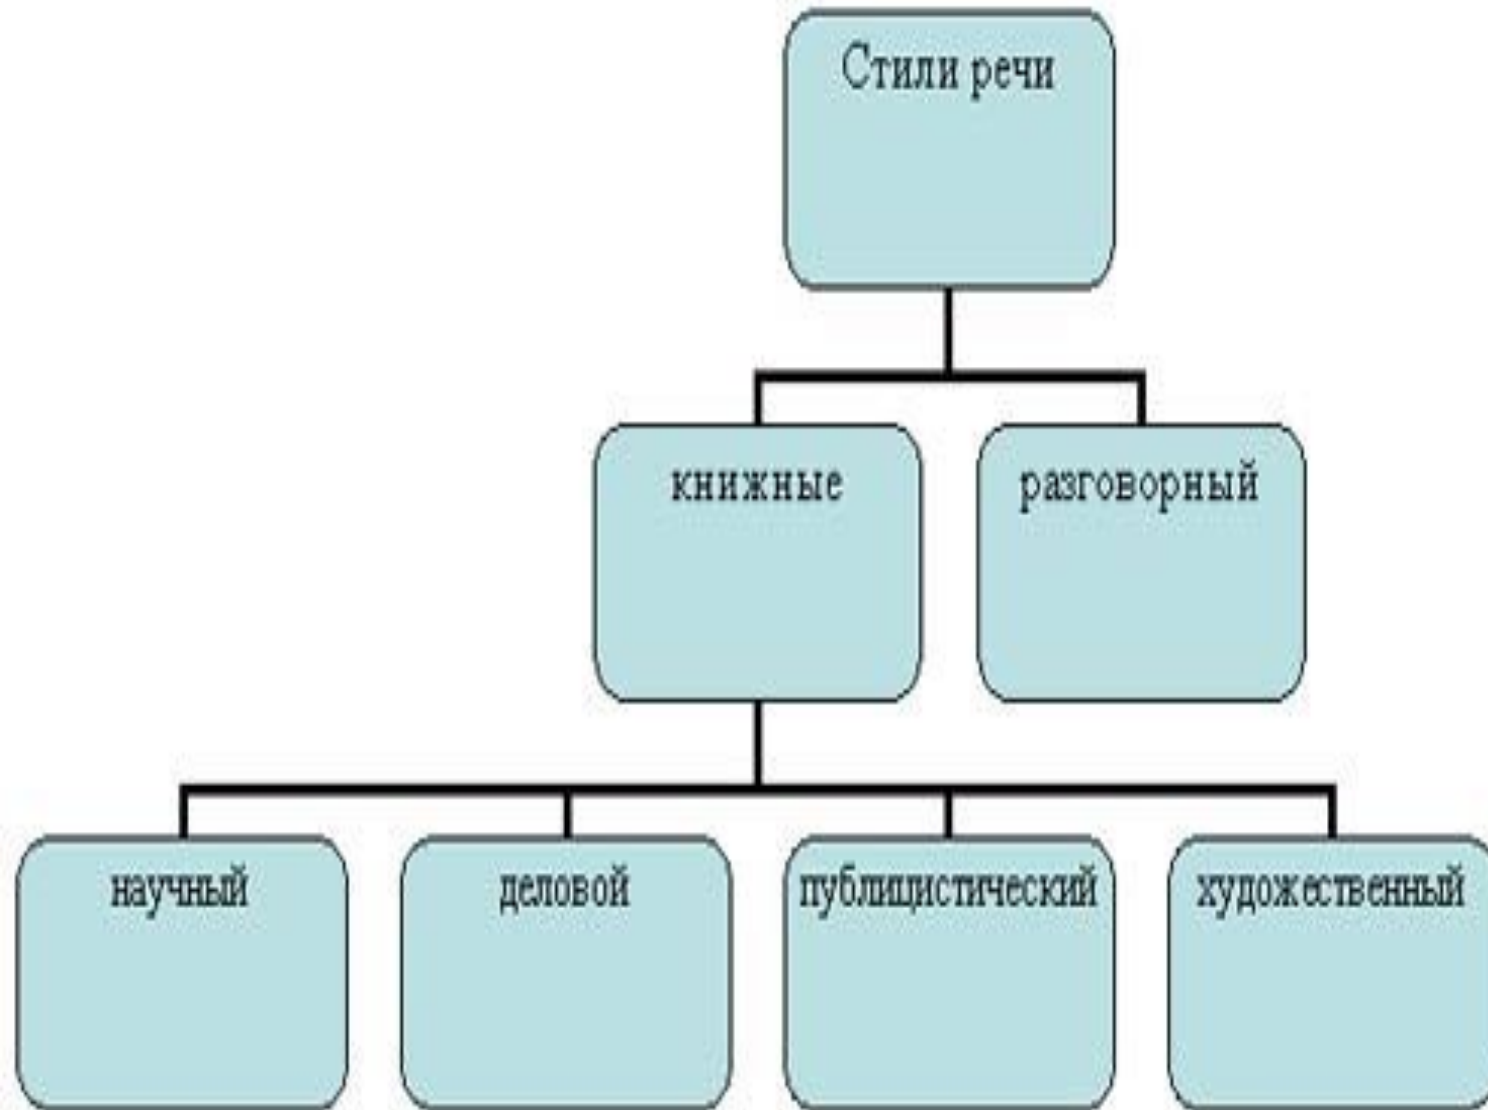 Стили речи
книжные
разговорный
научный
деловой
публицистический
художественный